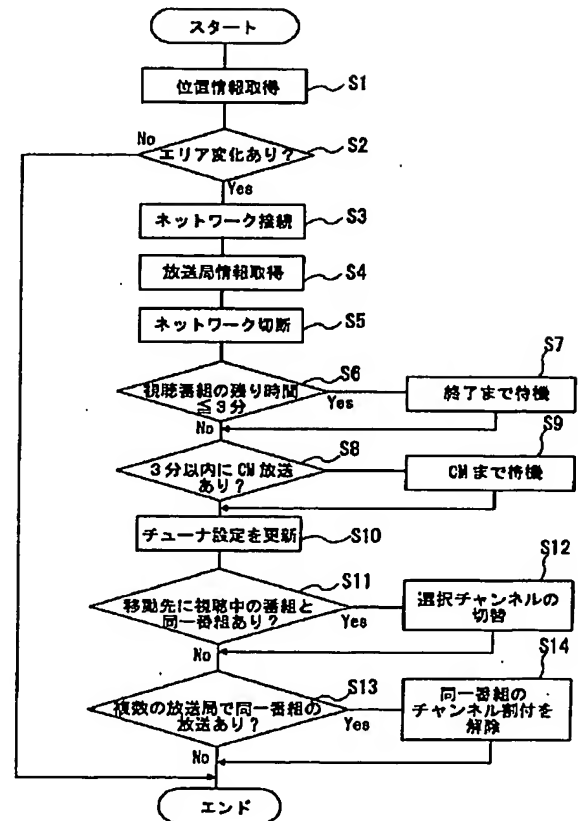 スタート
位置情報取得
S1
No
エリア変化あり？
S2
Yes
ネットワーク接続
S3
放送局情報取得
S4
ネットワーク切断
S5
S6
視聴番組の残り時間
≦３分
Yes
S7
終了まで待機
No
S8
３分以内に CM 放送
あり？
S9
CM まで待機
チューナ設定を更新
S10
S11
移動先に視聴中の番組と
同一番組あり？
Yes
S12
選択チャンネルの
切替
No
S13
複数の放送局で同一番組の
放送あり？
Yes
S14
同一番組の
チャンネル割付を
解除
No
エンド